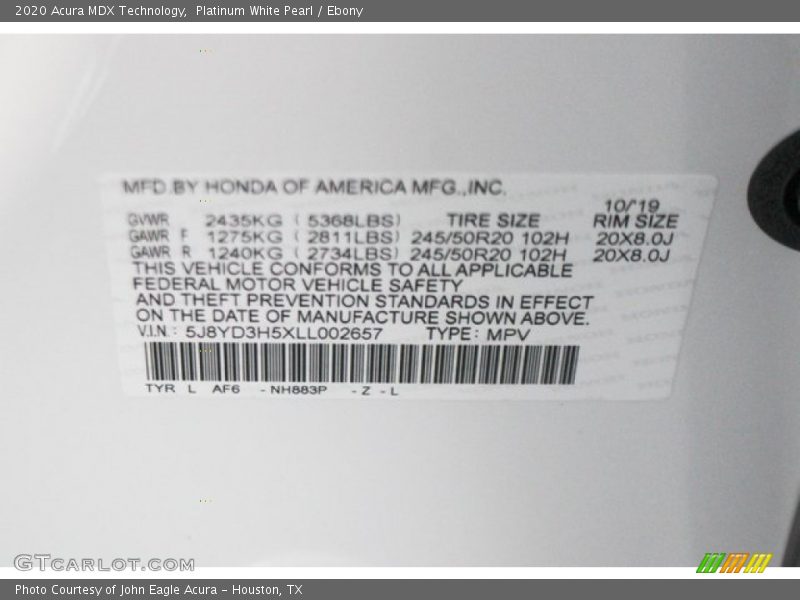 2020 Acura MDX Technology, Platinum White Pearl / Ebony
MFD.BY HONDA OF AMERICA MFG.,INC.
10/'19
GVWR 2435KG ( 5368LBS) TIRE SIZE RIM SIZE
GAWR F 1275KG ( 2811LBS) 245/50R20 102H 20X8.0J
GAWR R 1240KG ( 2734LBS) 245/50R20 102H 20X8.0J
THIS VEHICLE CONFORMS TO ALL APPLICABLE
FEDERAL MOTOR VEHICLE SAFETY
AND THEFT PREVENTION STANDARDS IN EFFECT
ON THE DATE OF MANUFACTURE SHOWN ABOVE.
V.I.N.: 5J8YD3H5XLL002657 TYPE: MPV
TYR L AF6 -NH883P -Z -L
GTCARLOT.COM
Photo Courtesy of John Eagle Acura - Houston, TX